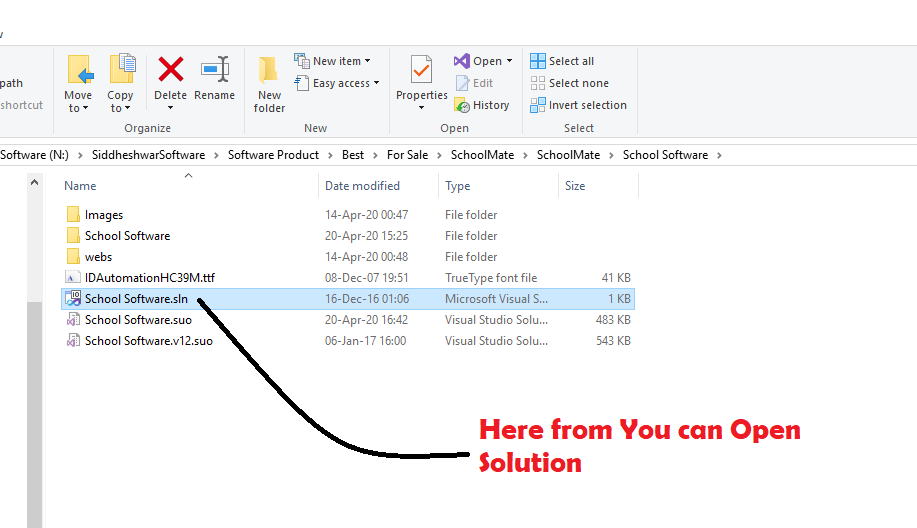 path
shortcut
Move to
Copy to
Delete
Rename
Organize
New folder
New item
Easy access
New
Properties
Open
Edit
History
Open
Select all
Select none
Invert selection
Select
Software (N:) > SiddheshwarSoftware > Software Product > Best > For Sale > SchoolMate > SchoolMate > School Software >
Name Date modified Type Size
Images 14-Apr-20 00:47 File folder
School Software 20-Apr-20 15:25 File folder
webs 14-Apr-20 00:48 File folder
IDAutomationHC39M.ttf 08-Dec-07 19:51 TrueType font file 41 KB
School Software.sln 16-Dec-16 01:06 Microsoft Visual S... 1 KB
School Software.suo 20-Apr-20 16:42 Visual Studio Solu... 483 KB
School Software.v12.suo 06-Jan-17 16:00 Visual Studio Solu... 543 KB
Here from You can Open
Solution